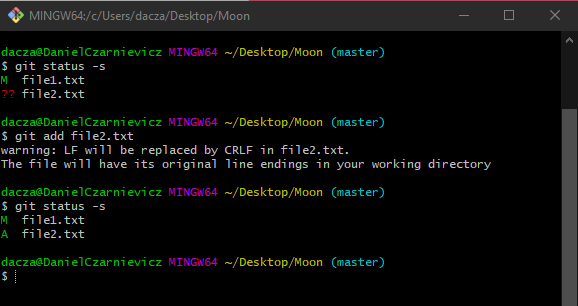 MINGW64:/c/Users/dacza/Desktop/Moon
dacza@DanielCzarnievicz MINGW64 ~/Desktop/Moon (master)
$ git status -s
M  file1.txt
?? file2.txt
dacza@DanielCzarnievicz MINGW64 ~/Desktop/Moon (master)
$ git add file2.txt
warning: LF will be replaced by CRLF in file2.txt.
The file will have its original line endings in your working directory
dacza@DanielCzarnievicz MINGW64 ~/Desktop/Moon (master)
$ git status -s
M  file1.txt
A  file2.txt
dacza@DanielCzarnievicz MINGW64 ~/Desktop/Moon (master)
$